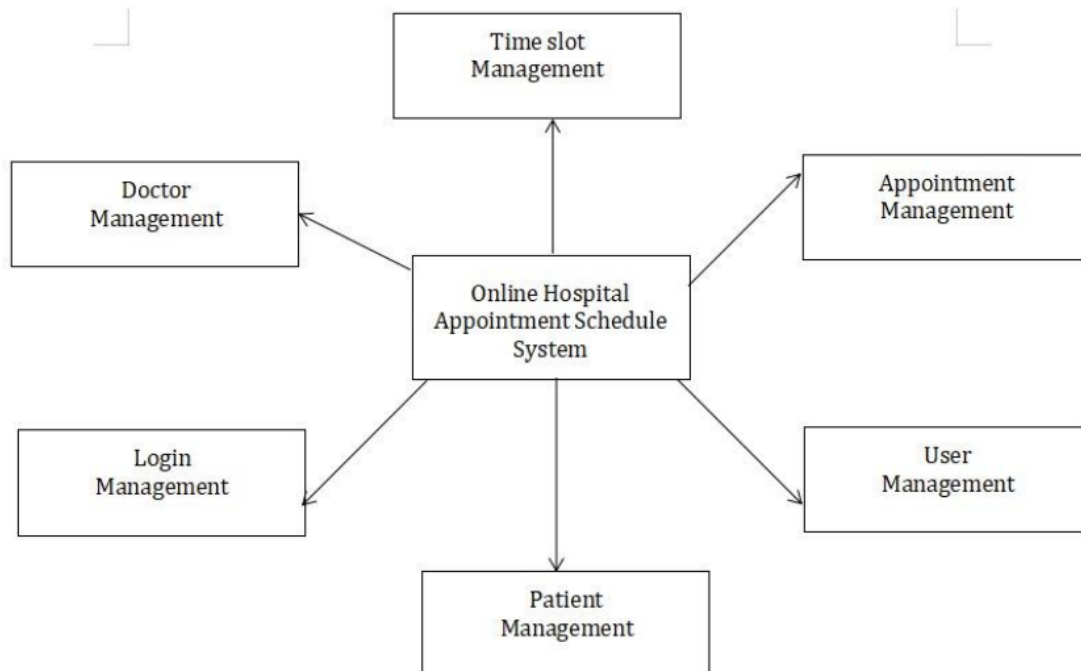 Time slot
Management
Doctor
Management
Appointment
Management
Online Hospital
Appointment Schedule
System
Login
Management
User
Management
Patient
Management